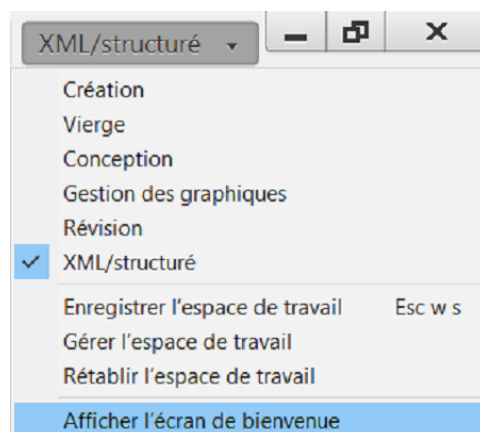 XML/structuré
Création
Vierge
Conception
Gestion des graphiques
Révision
XML/structuré
Enregistrer l'espace de travail Esc w s
Gérer l'espace de travail
Rétablir l'espace de travail
Afficher l'écran de bienvenue